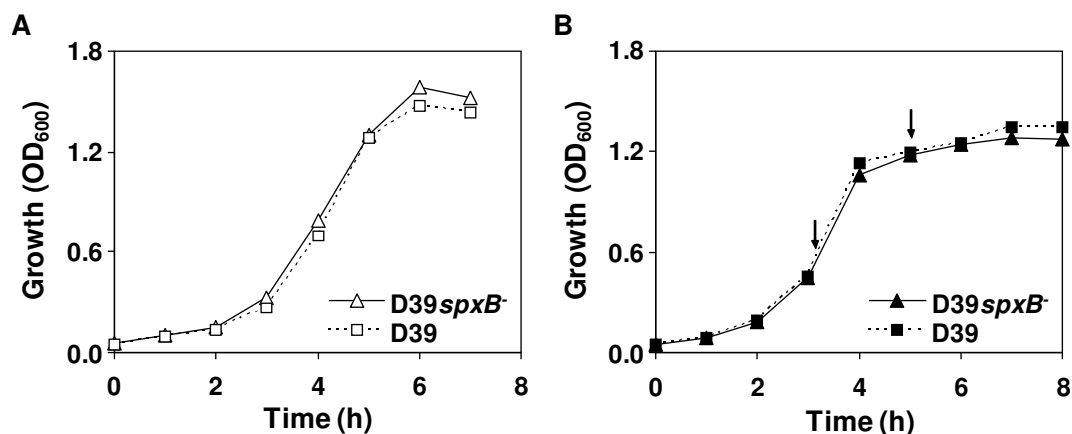 A
Growth (OD600)
1.8
1.2
0.6
0.0
0 2 4 6 8
Time (h)
D39spxB-
D39
B
Growth (OD600)
1.8
1.2
0.6
0.0
0 2 4 6 8
Time (h)
D39spxB-
D39